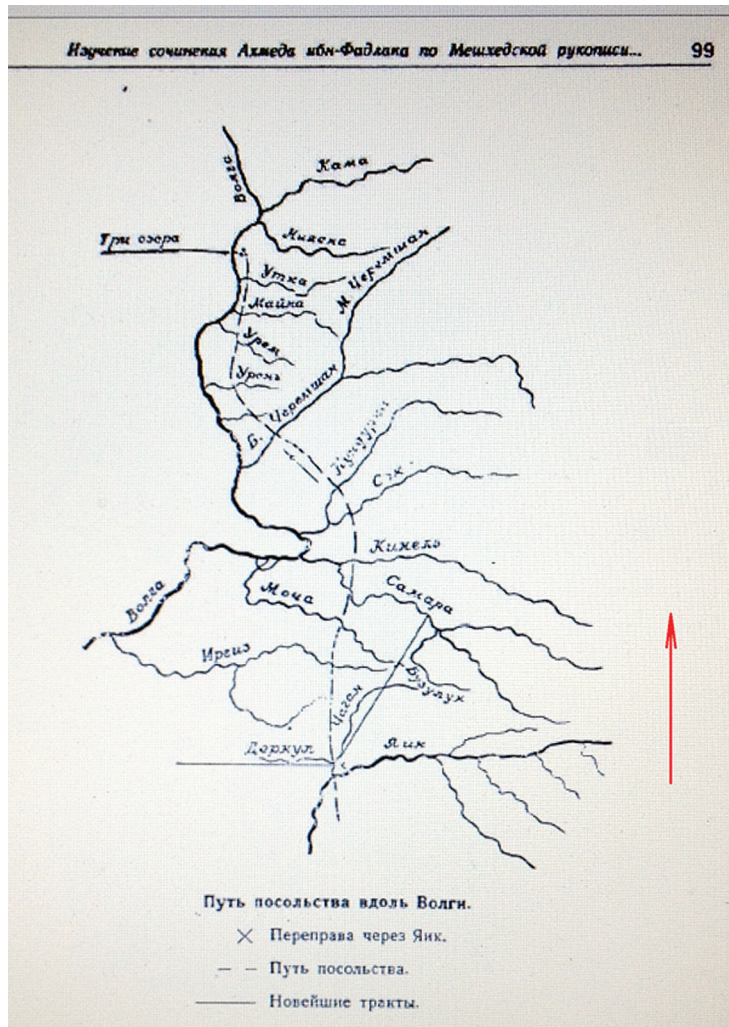 Изучение сочинения Ахмеда ибн-Фадлана по Мешхедской рукописи... 99
Волга
Кама
Три озера
Утка
М. Черемшан
Майна
Урем
Урень
Б. Черемшан
Кундурча
Сок
Кинель
Моча
Самара
Волга
Иргиз
Бузулук
Чаган
Деркул
Яик
Путь посольства вдоль Волги.
Переправа через Яик.
Путь посольства.
Новейшие тракты.